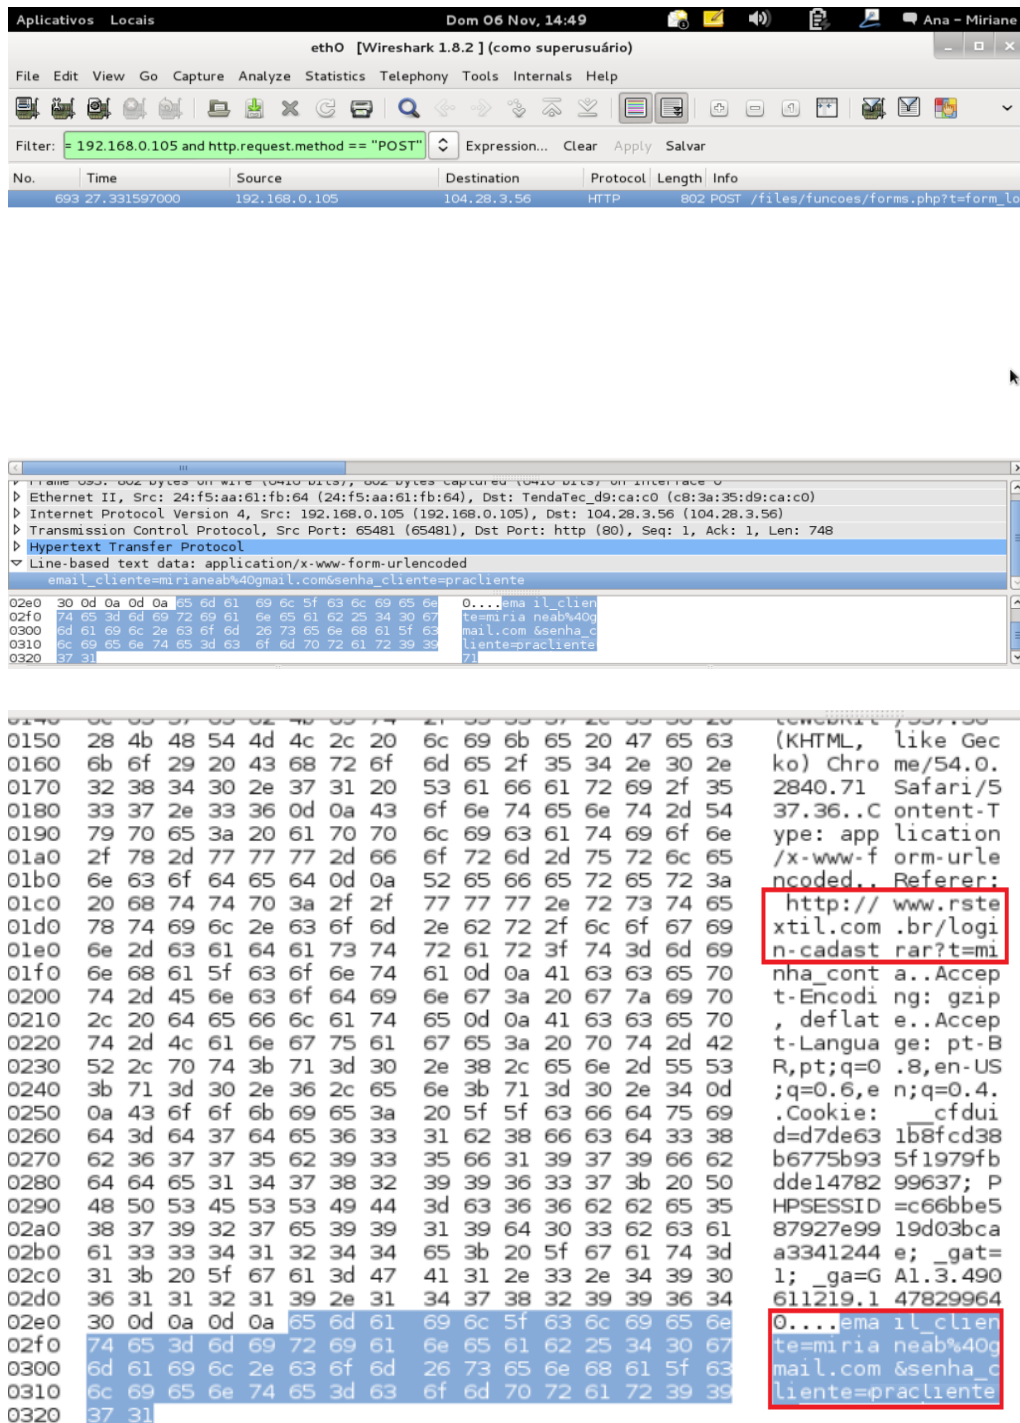 Aplicativos Locais Dom 06 Nov, 14:49 Ana - Miriane
eth0 [Wireshark 1.8.2 ] (como superusuário)
File Edit View Go Capture Analyze Statistics Telephony Tools Internals Help
Filter: = 192.168.0.105 and http.request.method == "POST" Expression... Clear Apply Salvar
No. Time Source Destination Protocol Length Info
693 27.331597000 192.168.0.105 104.28.3.56 HTTP 802 POST /files/funcoes/forms.php?t=form_lo
Frame 693: 802 bytes on wire (6416 bits), 802 bytes captured (6416 bits) on interface 0
Ethernet II, Src: 24:f5:aa:61:fb:64 (24:f5:aa:61:fb:64), Dst: TendaTec_d9:ca:c0 (c8:3a:35:d9:ca:c0)
Internet Protocol Version 4, Src: 192.168.0.105 (192.168.0.105), Dst: 104.28.3.56 (104.28.3.56)
Transmission Control Protocol, Src Port: 65481 (65481), Dst Port: http (80), Seq: 1, Ack: 1, Len: 748
Hypertext Transfer Protocol
Line-based text data: application/x-www-form-urlencoded
email_cliente=mirianeab%40gmail.com&senha_cliente=pracliente
02e0 30 0d 0a 0d 0a 65 6d 61 69 6c 5f 63 6c 69 65 6e 0....ema il_clien
02f0 74 65 3d 6d 69 72 69 61 6e 65 61 62 25 34 30 67 te=miria neab%40g
0300 6d 61 69 6c 2e 63 6f 6d 26 73 65 6e 68 61 5f 63 mail.com &senha_c
0310 6c 69 65 6e 74 65 3d 63 6f 6d 70 72 61 72 39 39 liente=pracliente
0320 37 31 71
0150 28 4b 48 54 4d 4c 2c 20 6c 69 6b 65 20 47 65 63 (KHTML, like Gec
0160 6b 6f 29 20 43 68 72 6f 6d 65 2f 35 34 2e 30 2e ko) Chro me/54.0.
0170 32 38 34 30 2e 37 31 20 53 61 66 61 72 69 2f 35 2840.71 Safari/5
0180 33 37 2e 33 36 0d 0a 43 6f 6e 74 65 6e 74 2d 54 37.36..C ontent-T
0190 79 70 65 3a 20 61 70 70 6c 69 63 61 74 69 6f 6e ype: app lication
01a0 2f 78 2d 77 77 77 2d 66 6f 72 6d 2d 75 72 6c 65 /x-www-f orm-urle
01b0 6e 63 6f 64 65 64 0d 0a 52 65 66 65 72 65 72 3a ncoded.. Referer:
01c0 20 68 74 74 70 3a 2f 2f 77 77 77 2e 72 73 74 65 http:// www.rste
01d0 78 74 69 6c 2e 63 6f 6d 2e 62 72 2f 6c 6f 67 69 xtil.com .br/logi
01e0 6e 2d 63 61 64 61 73 74 72 61 72 3f 74 3d 6d 69 n-cadast rar?t=mi
01f0 6e 68 61 5f 63 6f 6e 74 61 0d 0a 41 63 63 65 70 nha_cont a..Accep
0200 74 2d 45 6e 63 6f 64 69 6e 67 3a 20 67 7a 69 70 t-Encodi ng: gzip
0210 2c 20 64 65 66 6c 61 74 65 0d 0a 41 63 63 65 70 , deflat e..Accep
0220 74 2d 4c 61 6e 67 75 61 67 65 3a 20 70 74 2d 42 t-Langua ge: pt-B
0230 52 2c 70 74 3b 71 3d 30 2e 38 2c 65 6e 2d 55 53 R,pt;q=0 .8,en-US
0240 3b 71 3d 30 2e 36 2c 65 6e 3b 71 3d 30 2e 34 0d ;q=0.6,e n;q=0.4.
0250 0a 43 6f 6f 6b 69 65 3a 20 5f 5f 63 66 64 75 69 .Cookie: __cfdui
0260 64 3d 64 37 64 65 36 33 31 62 38 66 63 64 33 38 d=d7de63 1b8fcd38
0270 62 36 37 37 35 62 39 33 35 66 31 39 37 39 66 62 b6775b93 5f1979fb
0280 64 64 65 31 34 37 38 32 39 39 36 33 37 3b 20 50 dde14782 99637; P
0290 48 50 53 45 53 53 49 44 3d 63 36 36 62 62 65 35 HPSESSID =c66bbe5
02a0 38 37 39 32 37 65 39 39 31 39 64 30 33 62 63 61 87927e99 19d03bca
02b0 61 33 33 34 31 32 34 34 65 3b 20 5f 67 61 74 3d a3341244 e; _gat=
02c0 31 3b 20 5f 67 61 3d 47 41 31 2e 33 2e 34 39 30 1; _ga=G A1.3.490
02d0 36 31 31 32 31 39 2e 31 34 37 38 32 39 39 36 34 611219.1 47829964
02e0 30 0d 0a 0d 0a 65 6d 61 69 6c 5f 63 6c 69 65 6e 0....ema il_clien
02f0 74 65 3d 6d 69 72 69 61 6e 65 61 62 25 34 30 67 te=miria neab%40g
0300 6d 61 69 6c 2e 63 6f 6d 26 73 65 6e 68 61 5f 63 mail.com &senha_c
0310 6c 69 65 6e 74 65 3d 63 6f 6d 70 72 61 72 39 39 liente=pracliente
0320 37 31